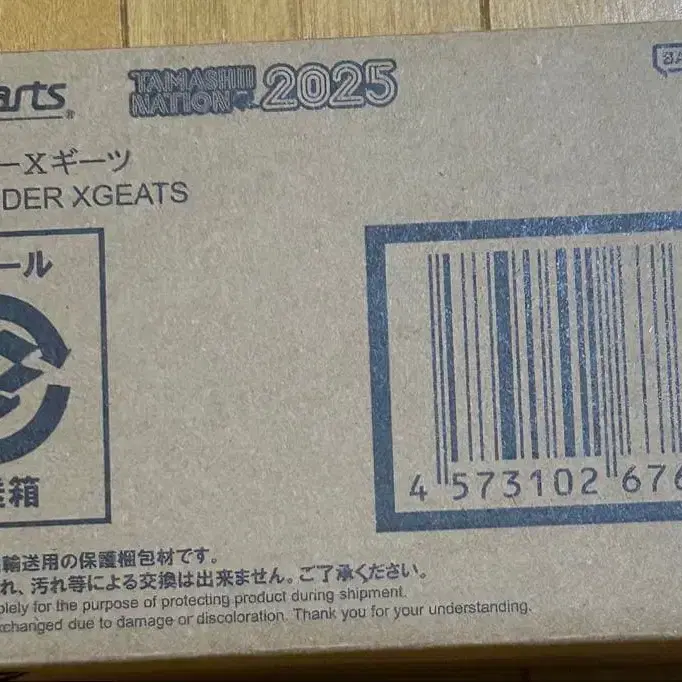 arts®
TAMASHII NATION 2025
BA
ーXギーツ
DER XGEATS
ール
箱
4 573102 676
輸送用の保護梱包材です。
れ、汚れ等による交換は出来ません。ご了承ください。
olely for the purpose of protecting product during shipment.
xchanged due to damage or discoloration. Thank you for your understanding.